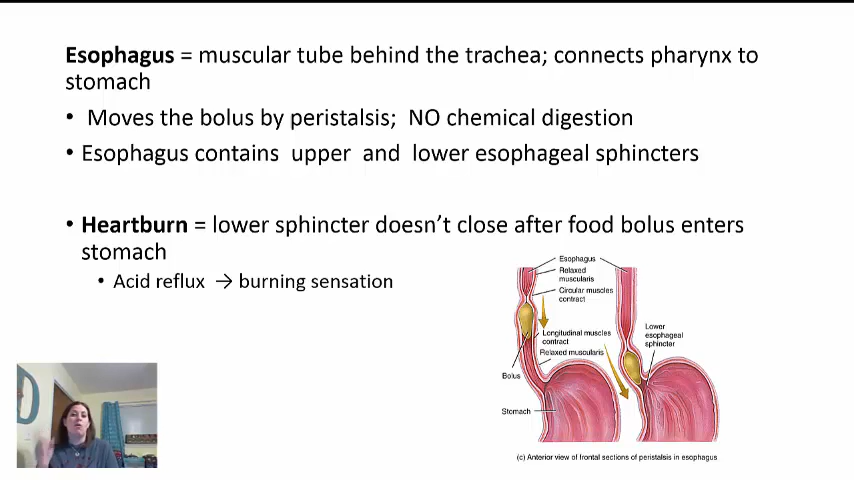 Esophagus = muscular tube behind the trachea; connects pharynx to
stomach
• Moves the bolus by peristalsis; NO chemical digestion
• Esophagus contains upper and lower esophageal sphincters
• Heartburn = lower sphincter doesn't close after food bolus enters
stomach
• Acid reflux → burning sensation
Esophagus
Relaxed
muscularis
Circular muscles
contract
Longitudinal muscles
contract
Relaxed muscularis
Lower
esophageal
sphincter
Bolus
Stomach
(c) Anterior view of frontal sections of peristalsis in esophagus
D